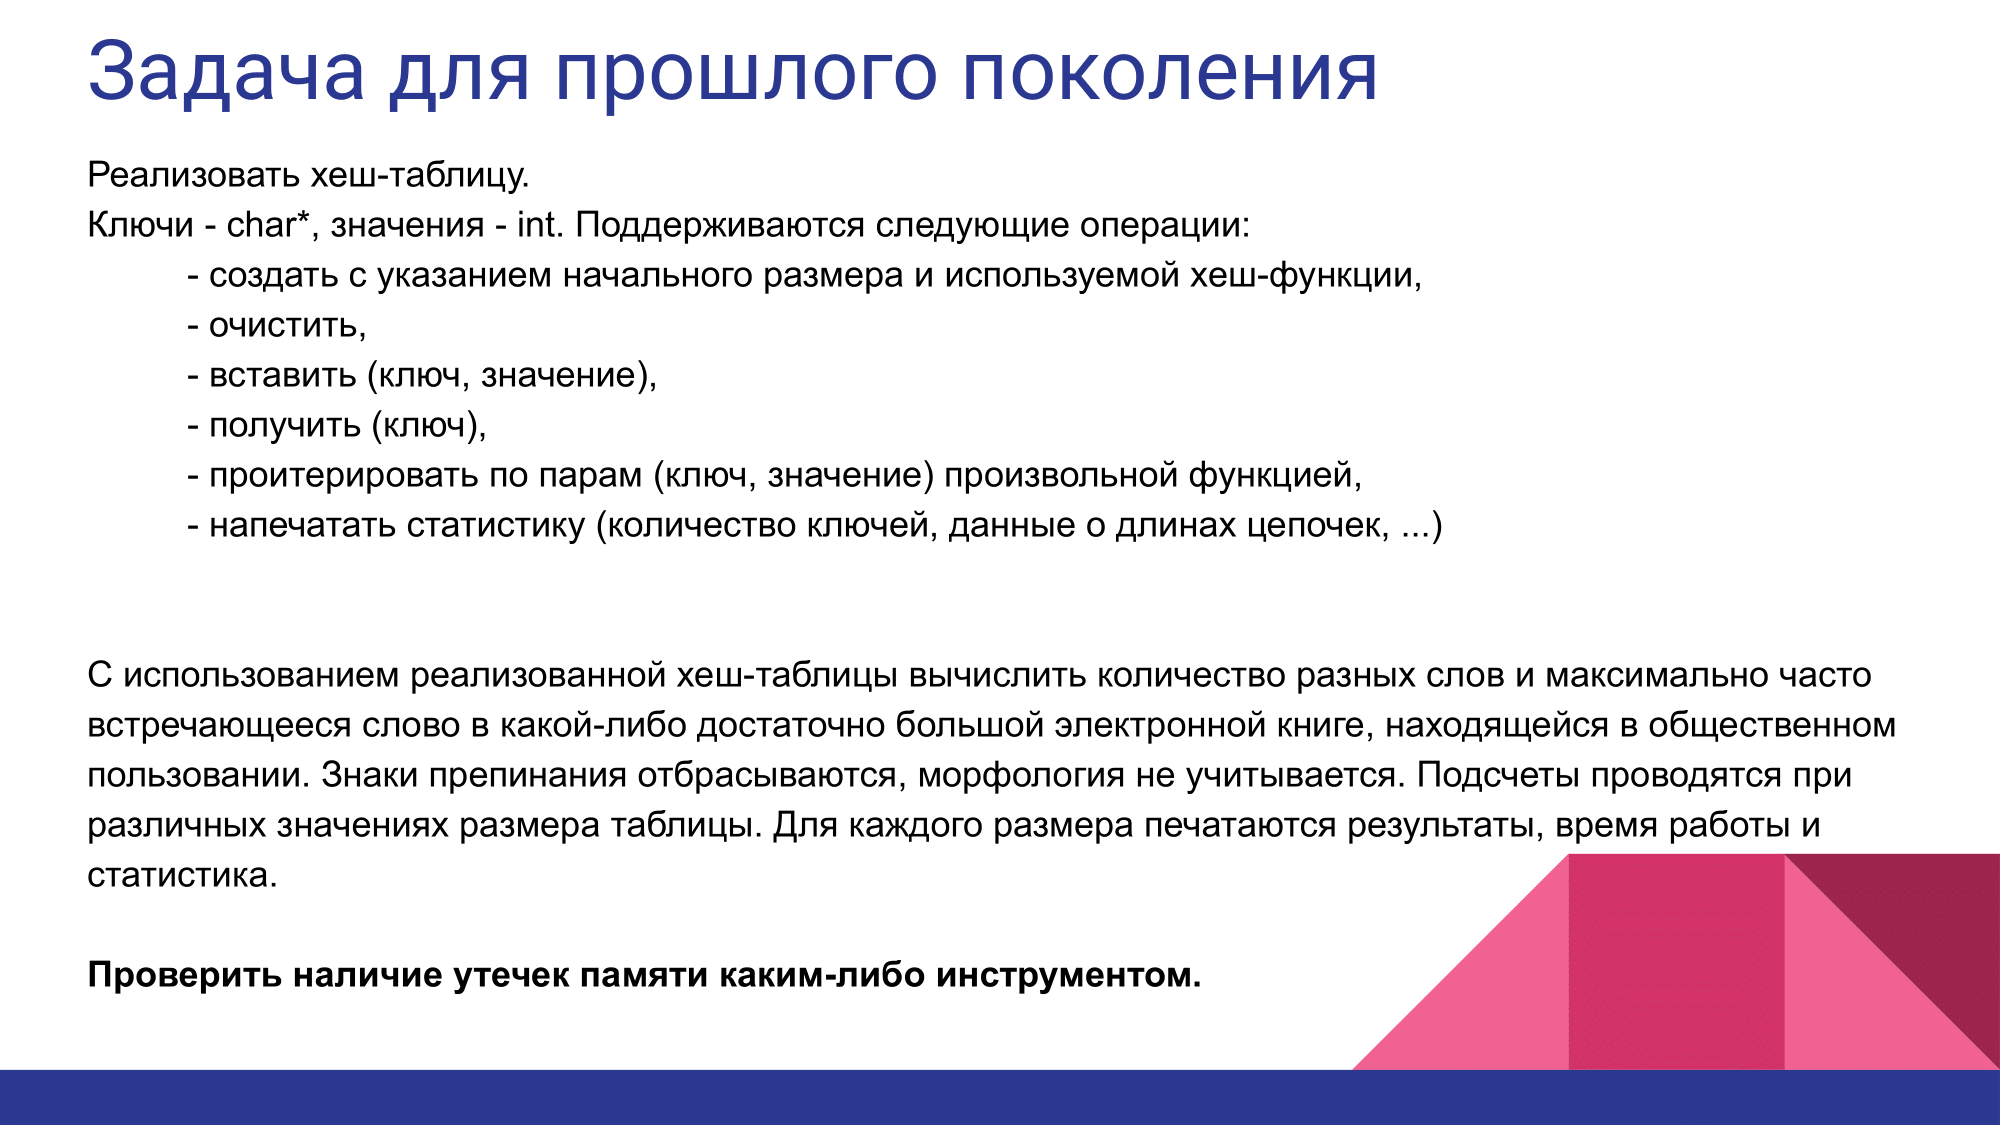 Задача для прошлого поколения
Реализовать хеш-таблицу.
Ключи - char*, значения - int. Поддерживаются следующие операции:
- создать с указанием начального размера и используемой хеш-функции,
- очистить,
- вставить (ключ, значение),
- получить (ключ),
- проитерировать по парам (ключ, значение) произвольной функцией,
- напечатать статистику (количество ключей, данные о длинах цепочек, ...)
С использованием реализованной хеш-таблицы вычислить количество разных слов и максимально часто
встречающееся слово в какой-либо достаточно большой электронной книге, находящейся в общественном
пользовании. Знаки препинания отбрасываются, морфология не учитывается. Подсчеты проводятся при
различных значениях размера таблицы. Для каждого размера печатаются результаты, время работы и
статистика.
Проверить наличие утечек памяти каким-либо инструментом.